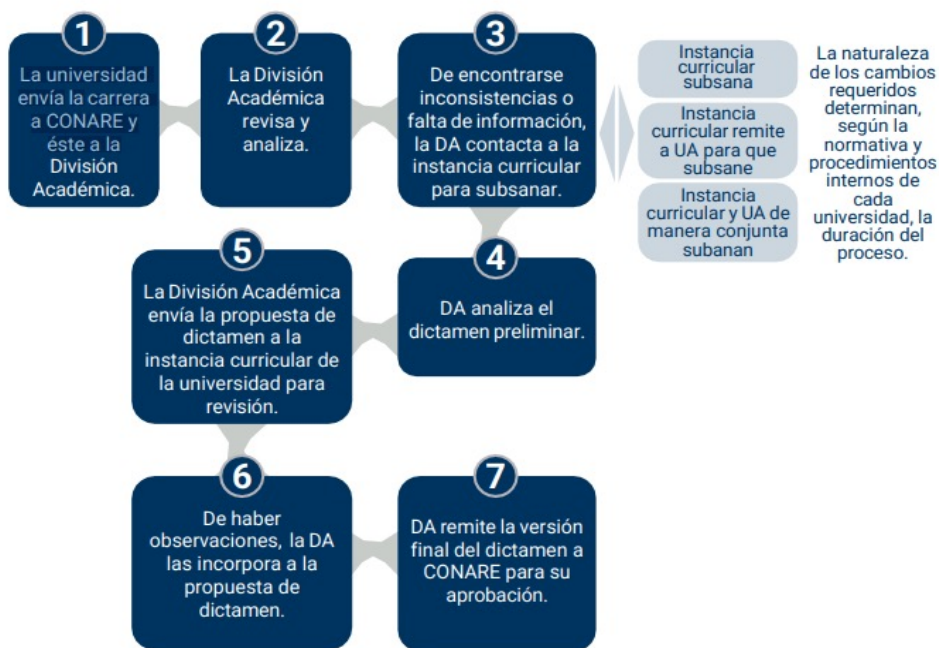 1
La universidad
envía la carrera
a CONARE y
éste a la
División
Académica.
2
La División
Académica
revisa y
analiza.
3
De encontrarse
inconsistencias o
falta de información,
la DA contacta a la
instancia curricular
para subsanar.
Instancia
curricular
subsana
Instancia
curricular remite
a UA para que
subsane
Instancia
curricular y UA de
manera conjunta
subanan
La naturaleza
de los cambios
requeridos
determinan,
según la
normativa y
procedimientos
internos de
cada
universidad, la
duración del
proceso.
4
DA analiza el
dictamen preliminar.
5
La División Académica
envía la propuesta de
dictamen a la
instancia curricular de
la universidad para
revisión.
6
De haber
observaciones, la DA
las incorpora a la
propuesta de
dictamen.
7
DA remite la versión
final del dictamen a
CONARE para su
aprobación.